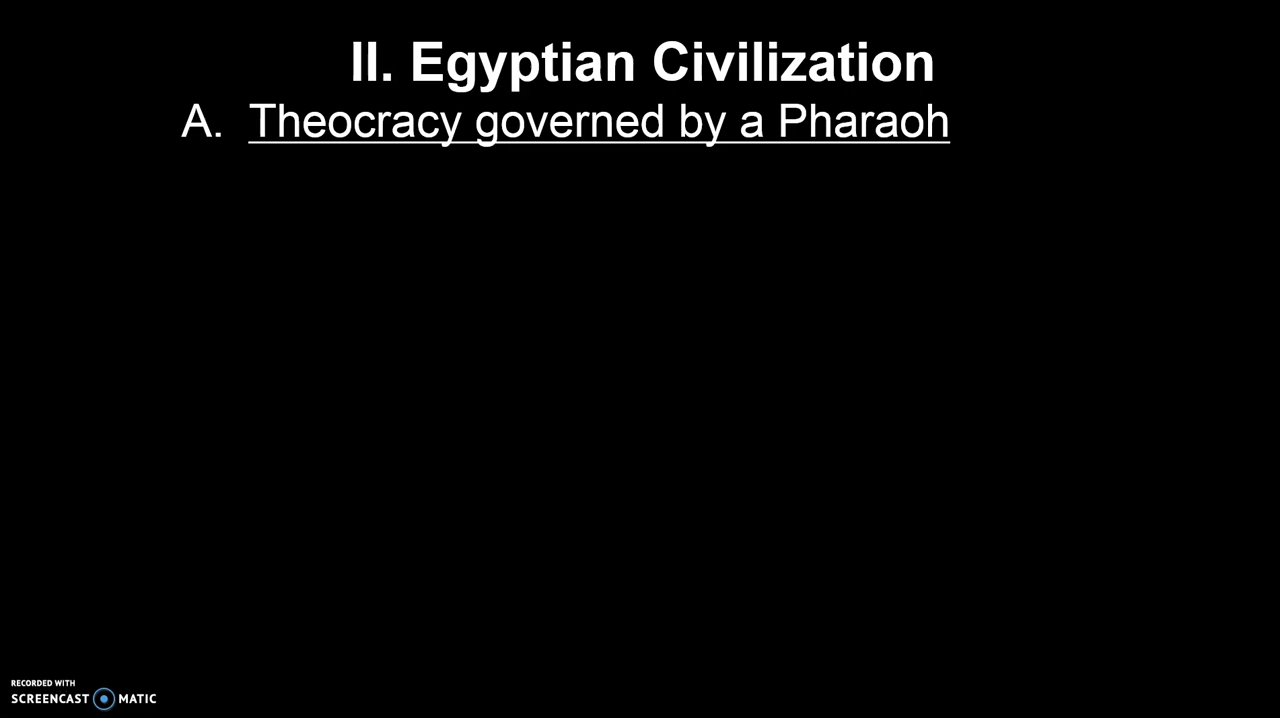 II. Egyptian Civilization
A. Theocracy governed by a Pharaoh
RECORDED WITH
SCREENCAST MATIC